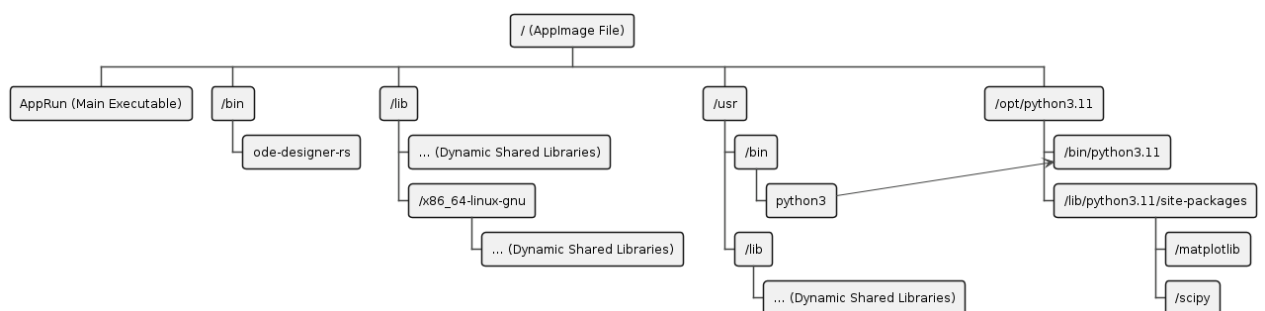 / (AppImage File)
AppRun (Main Executable)
/bin
/lib
/usr
/opt/python3.11
ode-designer-rs
... (Dynamic Shared Libraries)
/bin
/bin/python3.11
/x86_64-linux-gnu
python3
/lib/python3.11/site-packages
... (Dynamic Shared Libraries)
/lib
/matplotlib
... (Dynamic Shared Libraries)
/scipy